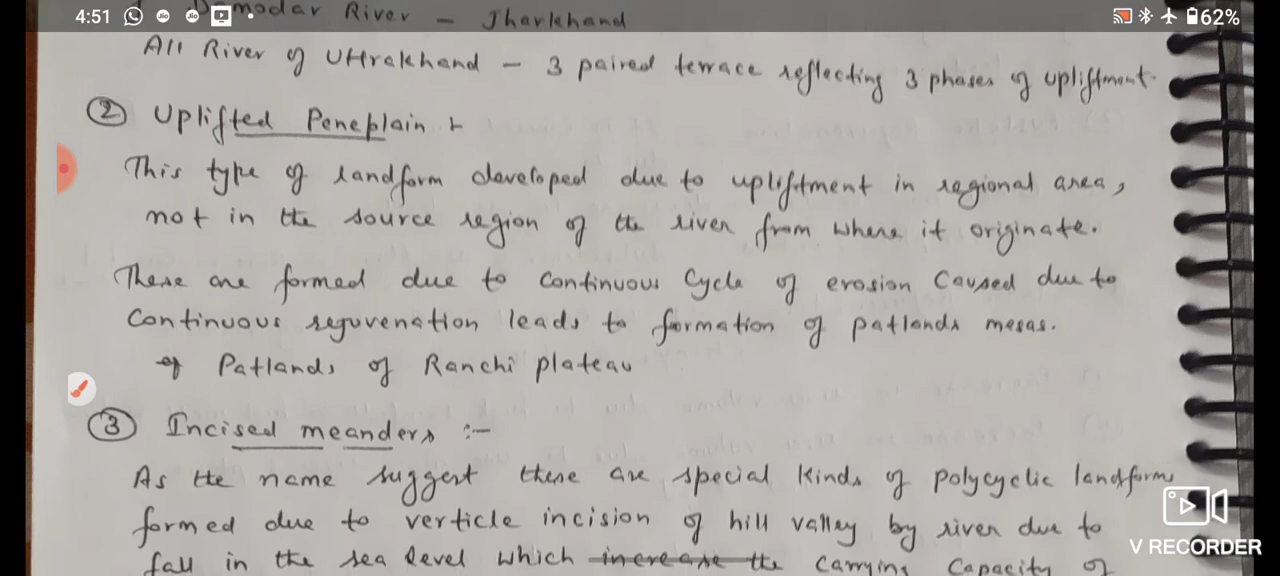 4:51 Jio Jio 62%
Damodar River – Jharkhand
All River of Uttrakhand – 3 paired terrace reflecting 3 phases of upliftment.
② Uplifted Peneplain :-
This type of landform developed due to upliftment in regional area,
not in the source region of the river from where it originate.
These are formed due to continuous cycle of erosion caused due to
continuous rejuvenation leads to formation of patlands mesas.
eg Patlands of Ranchi plateau
③ Incised meanders :-
As the name suggest these are special kinds of polycyclic landforms
formed due to verticle incision of hill valley by river due to
fall in the sea level which increase the carrying capacity of
V RECORDER